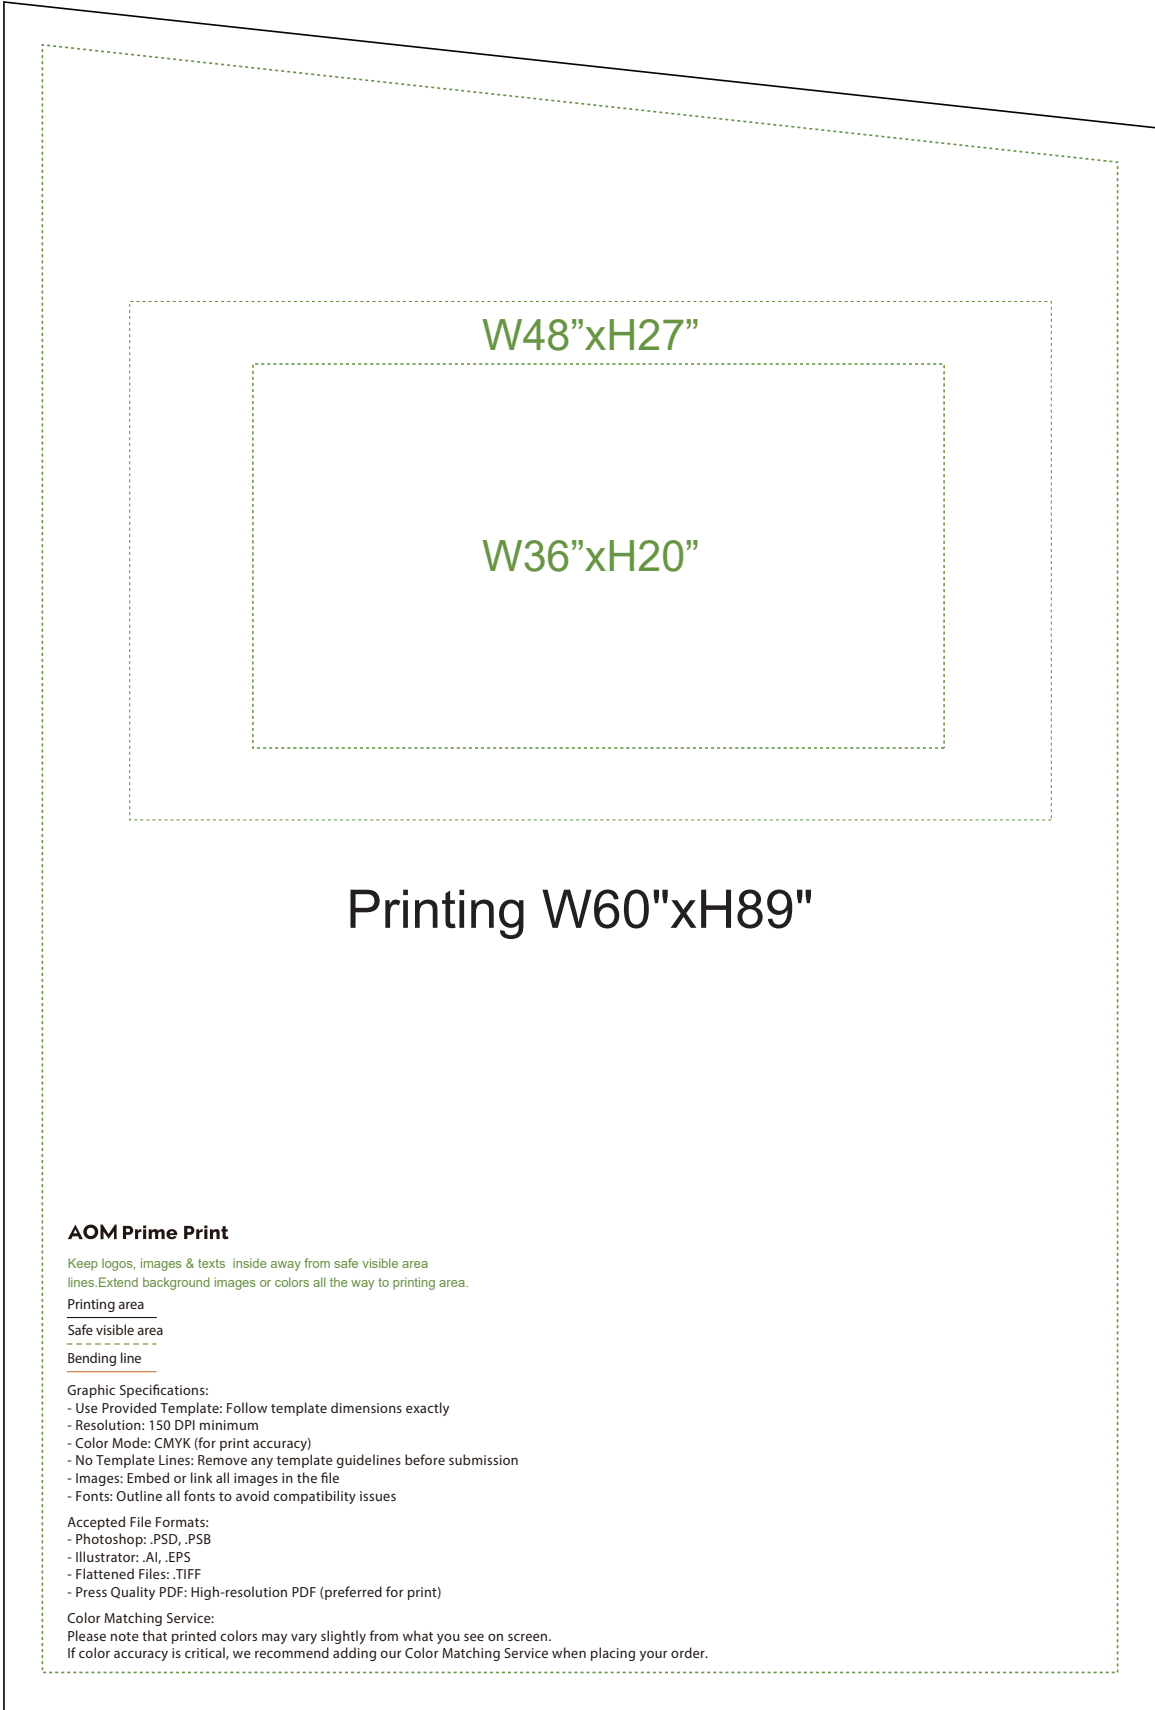 W48”xH27”
W36”xH20”
Printing W60"xH89"
AOM Prime Print
Keep logos, images & texts  inside away from safe visible area
lines.Extend background images or colors all the way to printing area.
Printing area
Safe visible area
Bending line
Graphic Specifications:
- Use Provided Template: Follow template dimensions exactly
- Resolution: 150 DPI minimum
- Color Mode: CMYK (for print accuracy)
- No Template Lines: Remove any template guidelines before submission
- Images: Embed or link all images in the file
- Fonts: Outline all fonts to avoid compatibility issues
Accepted File Formats:
- Photoshop: .PSD, .PSB
- Illustrator: .AI, .EPS
- Flattened Files: .TIFF
- Press Quality PDF: High-resolution PDF (preferred for print)
Color Matching Service:
Please note that printed colors may vary slightly from what you see on screen.
If color accuracy is critical, we recommend adding our Color Matching Service when placing your order.